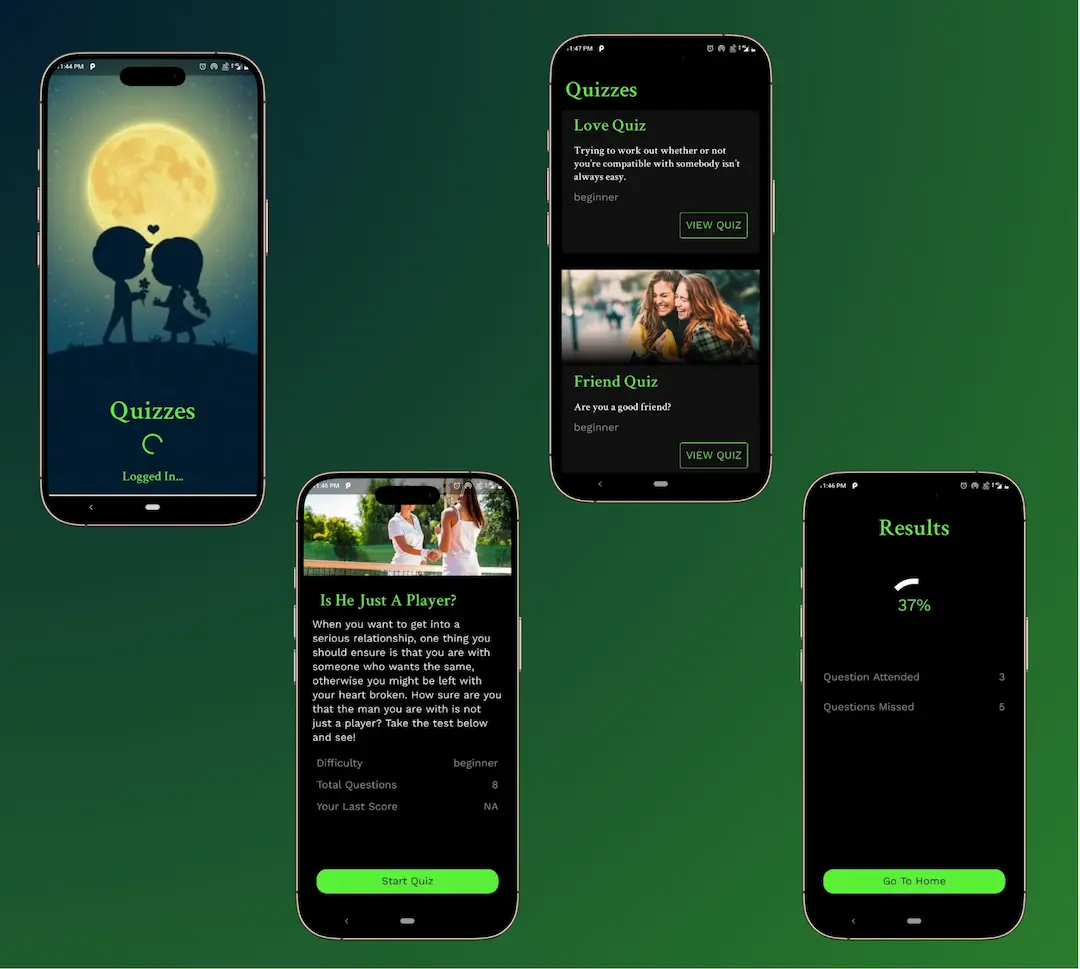 1:44 PM P
Quizzes
Logged In...
1:47 PM P
Quizzes
Love Quiz
Trying to work out whether or not
you're compatible with somebody isn't
always easy.
beginner
VIEW QUIZ
Friend Quiz
Are you a good friend?
beginner
VIEW QUIZ
1:46 PM P
Is He Just A Player?
When you want to get into a
serious relationship, one thing you
should ensure is that you are with
someone who wants the same,
otherwise you might be left with
your heart broken. How sure are you
that the man you are with is not
just a player? Take the test below
and see!
Difficulty beginner
Total Questions 8
Your Last Score NA
Start Quiz
1:46 PM P
Results
37%
Question Attended 3
Questions Missed 5
Go To Home